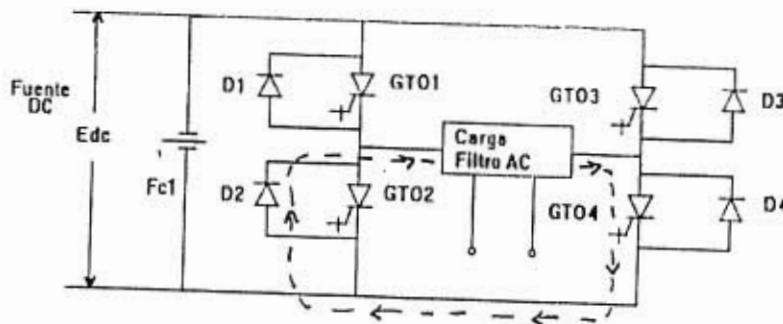 Fuente
DC
Edc
Fc1
D1
GTO1
D2
GTO2
Carga
Filtro AC
GTO3
D3
GTO4
D4